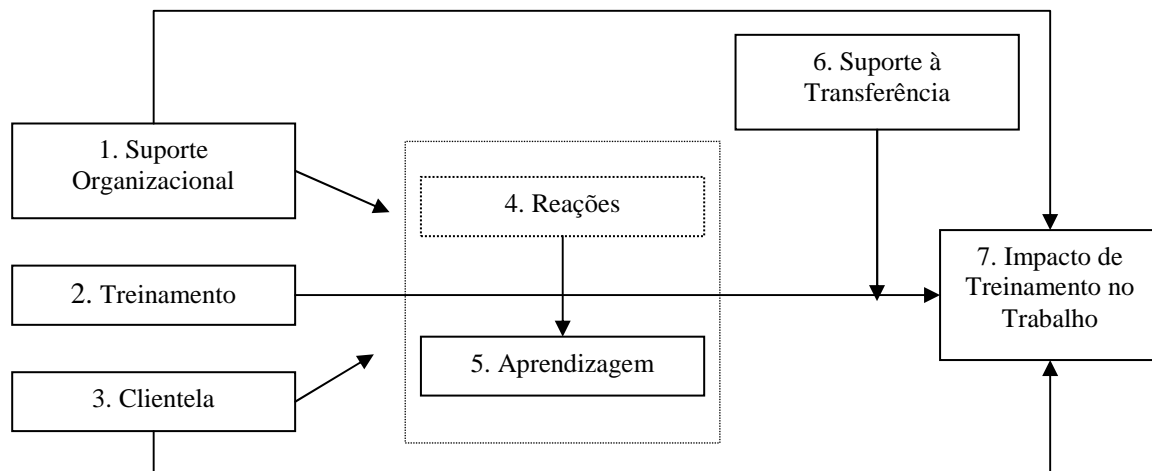 6. Suporte à
Transferência
1. Suporte
Organizacional
4. Reações
2. Treinamento
7. Impacto de
Treinamento no
Trabalho
5. Aprendizagem
3. Clientela